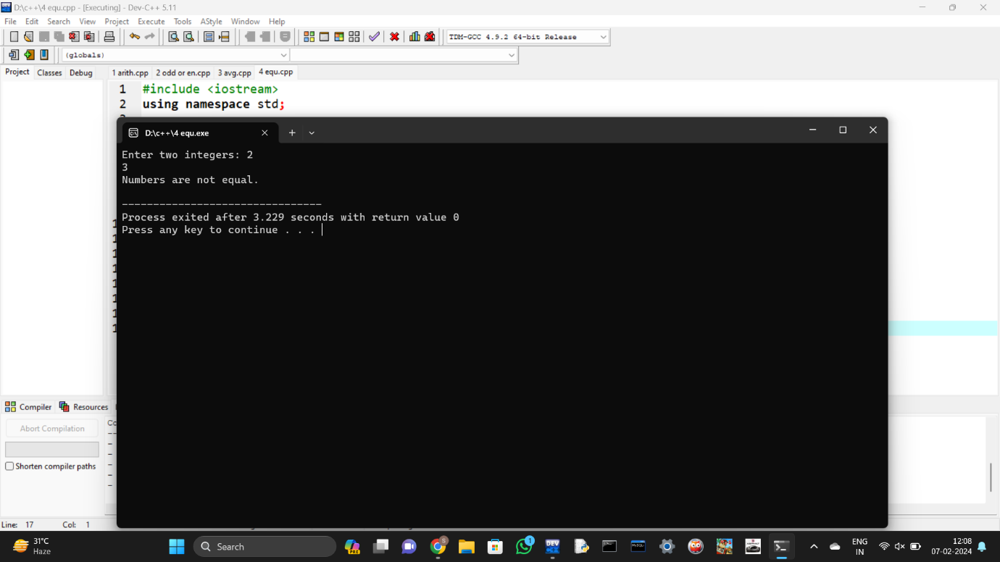 D:\c++\4 equ.cpp - [Executing] - Dev-C++ 5.11
File Edit Search View Project Execute Tools AStyle Window Help
TDM-GCC 4.9.2 64-bit Release
(globals)
Project Classes Debug
1 arith.cpp 2 odd or en.cpp 3 avg.cpp 4 equ.cpp
1 #include <iostream>
2 using namespace std;
D:\c++\4 equ.exe
Enter two integers: 2
3
Numbers are not equal.
--------------------------------
Process exited after 3.229 seconds with return value 0
Press any key to continue . . .
Compiler Resources
Abort Compilation
Shorten compiler paths
Line: 17 Col: 1
31°C
Haze
Search
PRE
S
1
DEV
MySQL
ENG
IN
12:08
07-02-2024